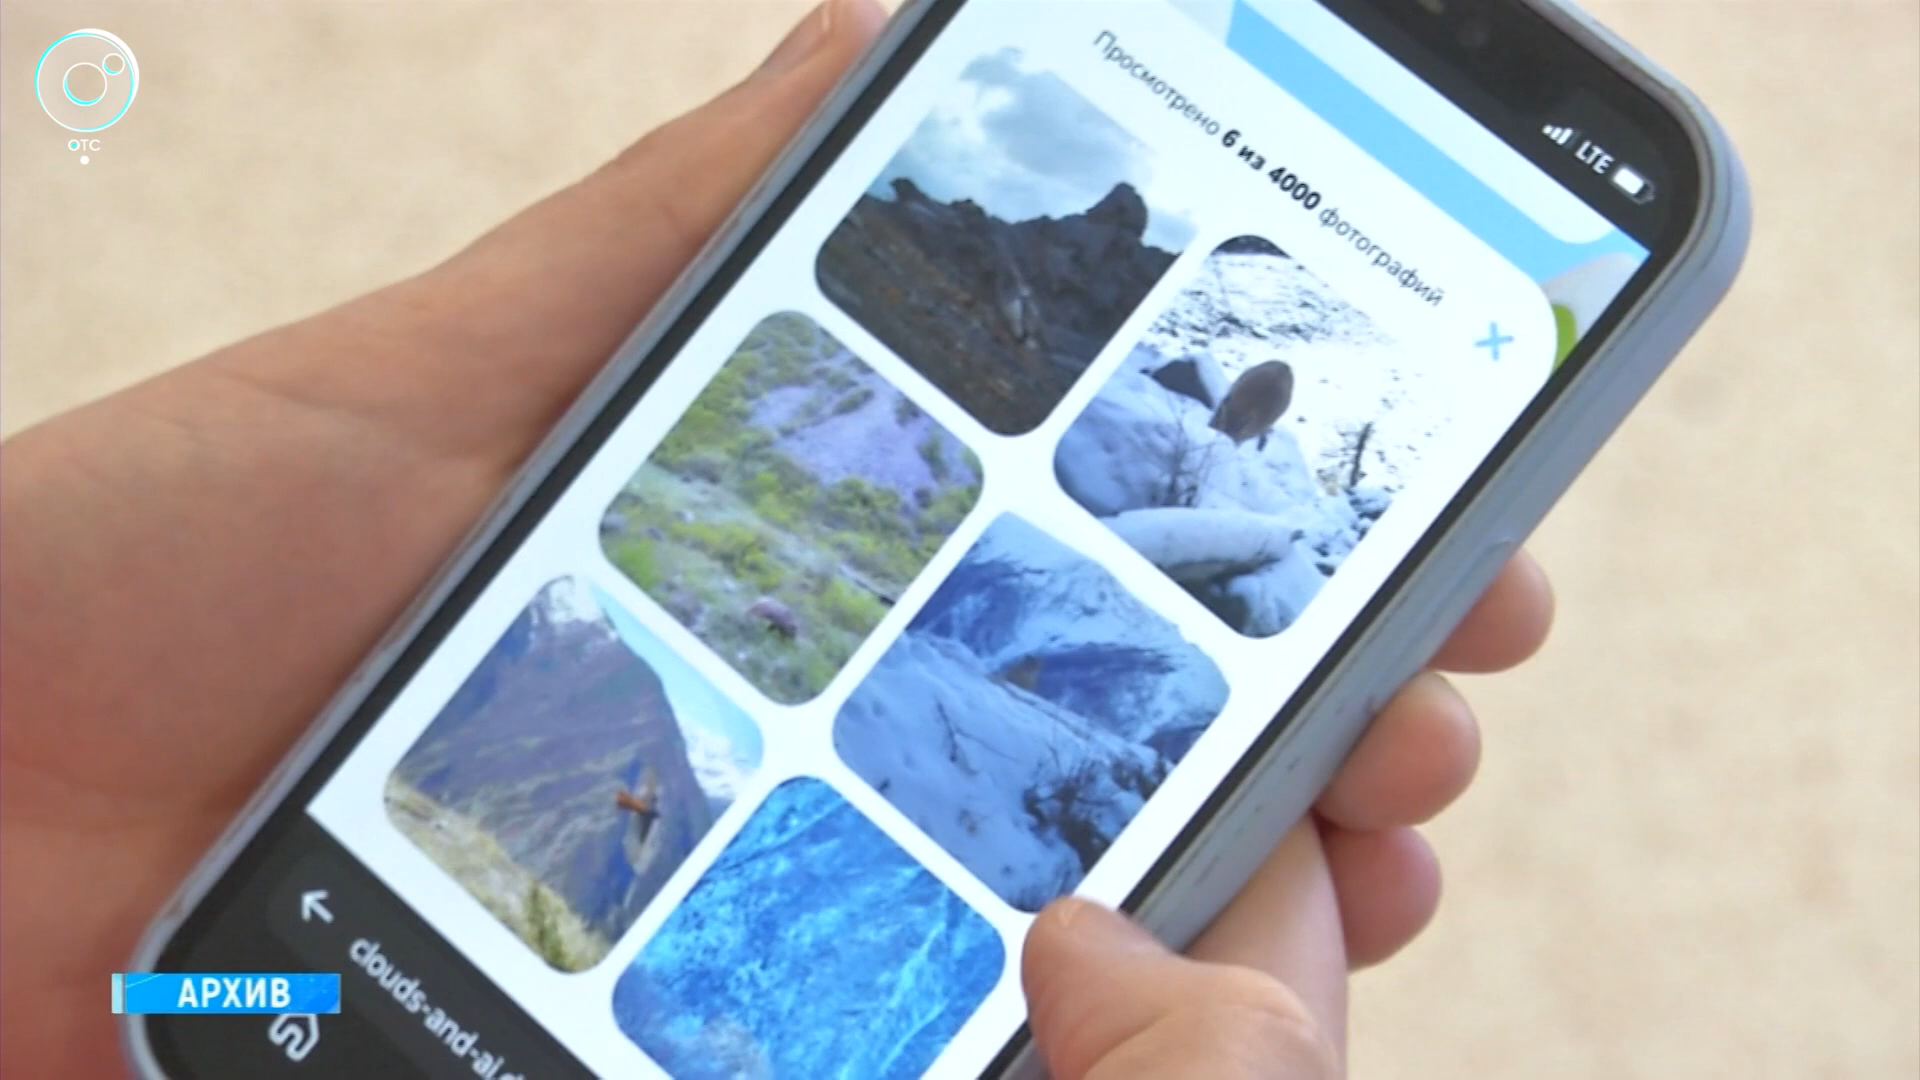 ОТС
Просмотрено 6 из 4000 фотографий
LTE
clouds-and-ai.
АРХИВ